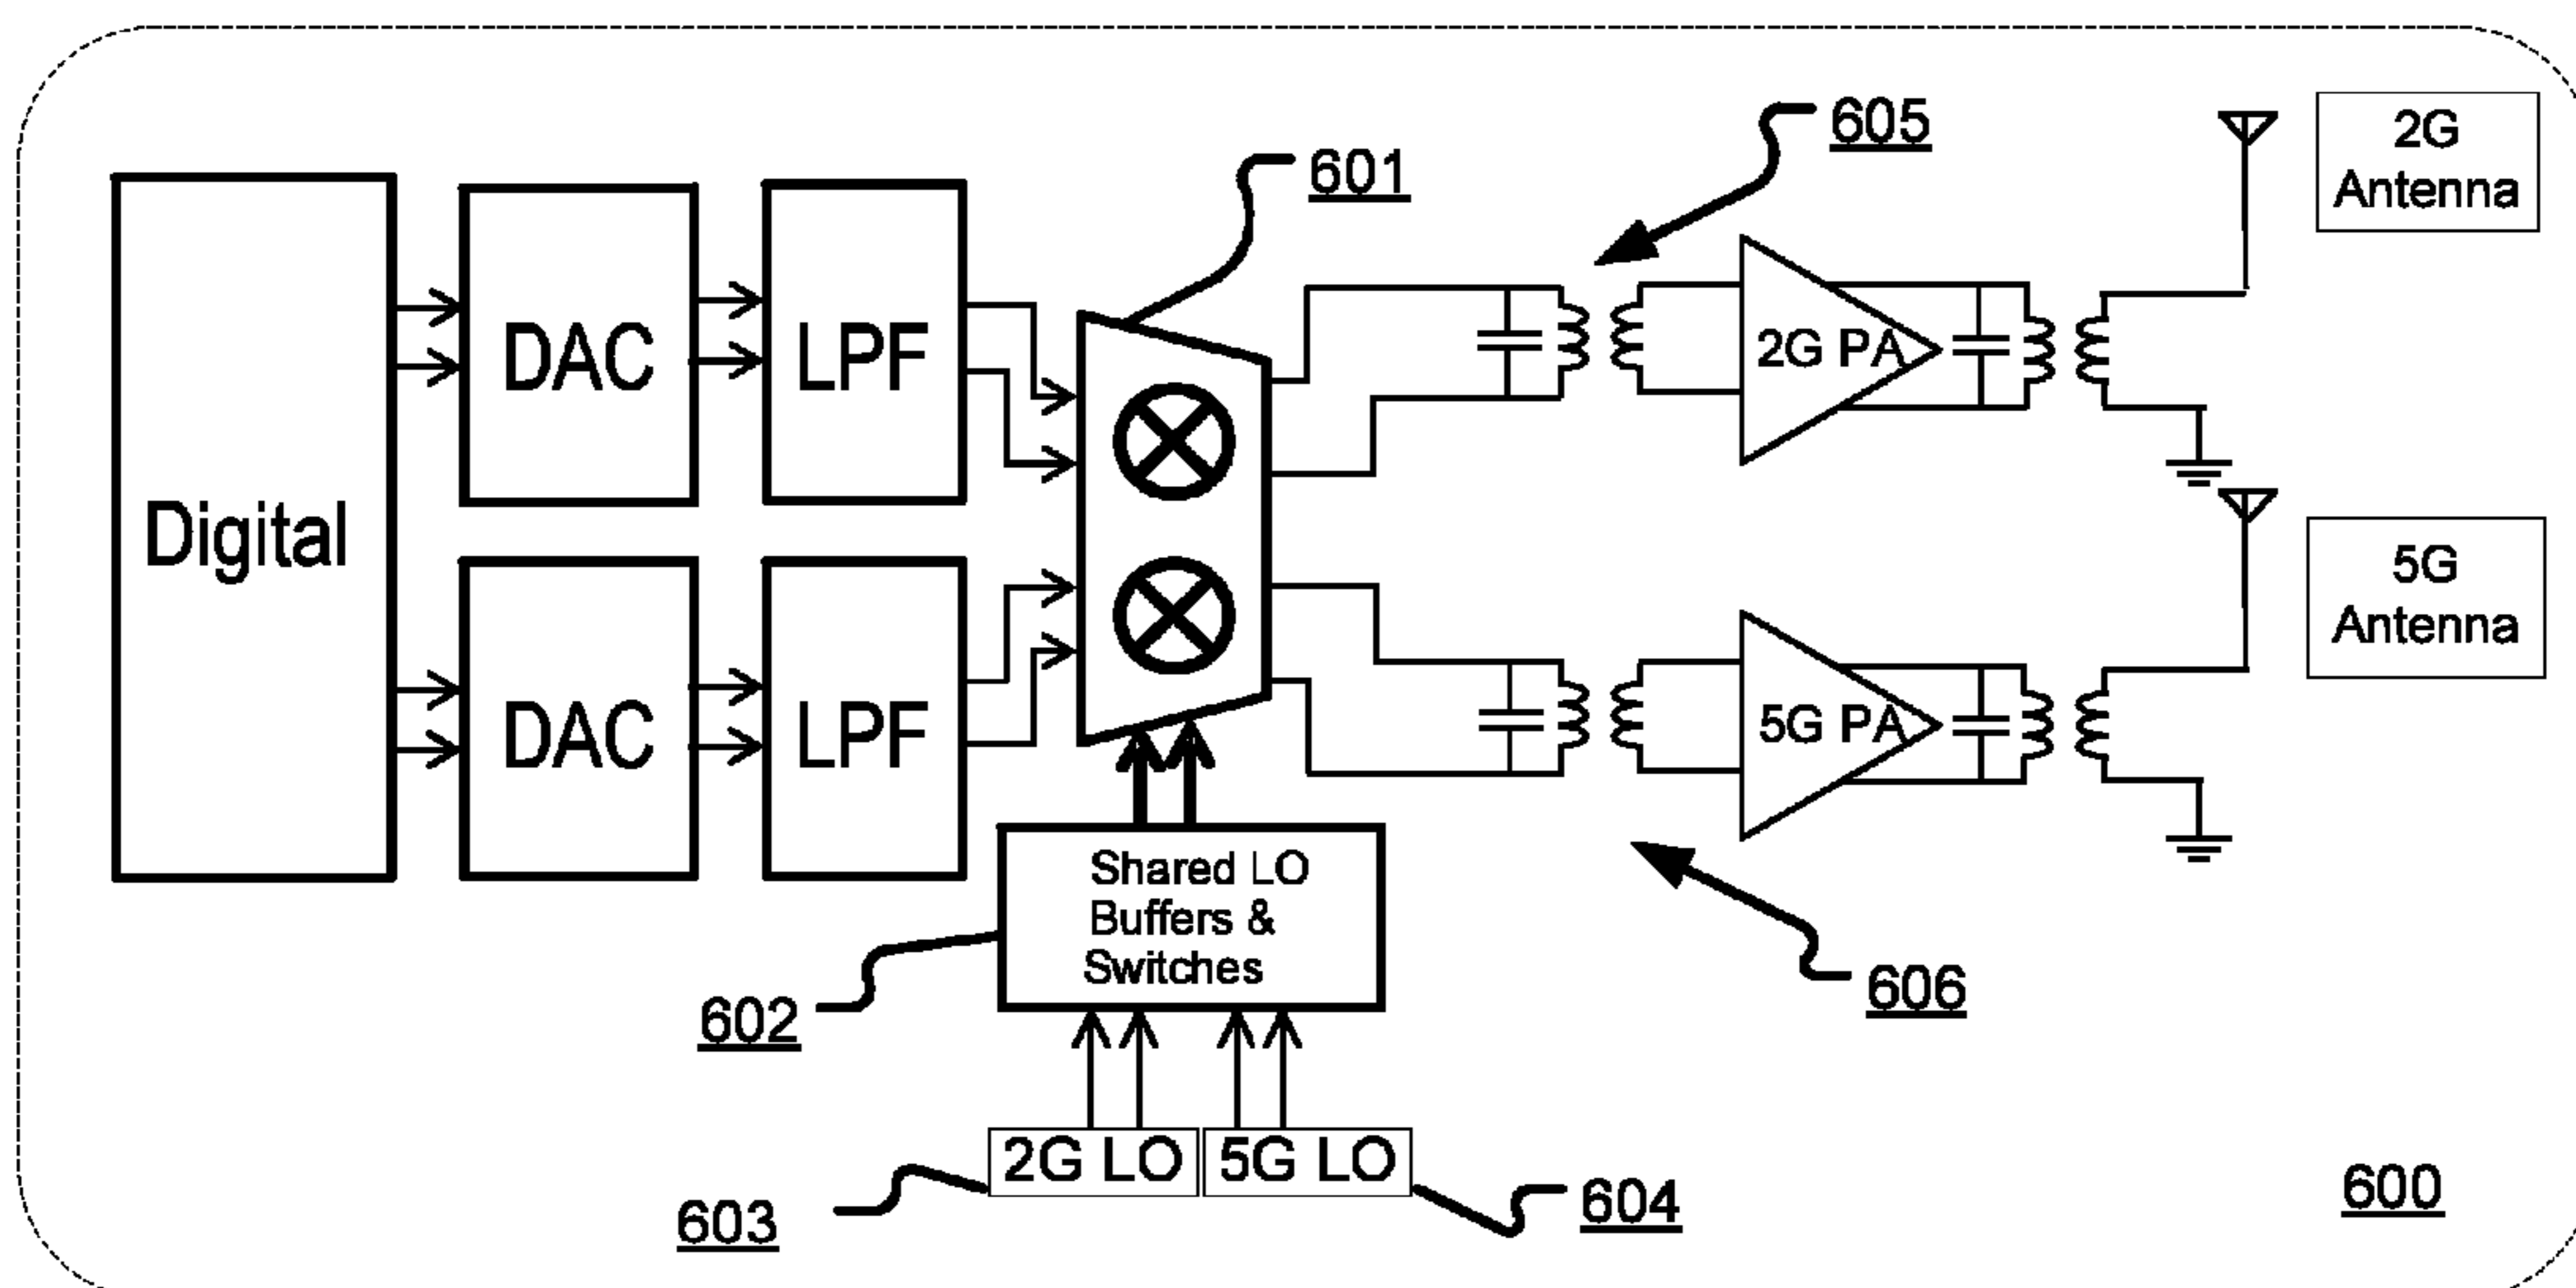 605
2G
Antenna
601
DAC
LPF
2G PA
Digital
5G
Antenna
DAC
LPF
5G PA
Shared LO
Buffers &
Switches
602
606
2G LO
5G LO
603
604
600